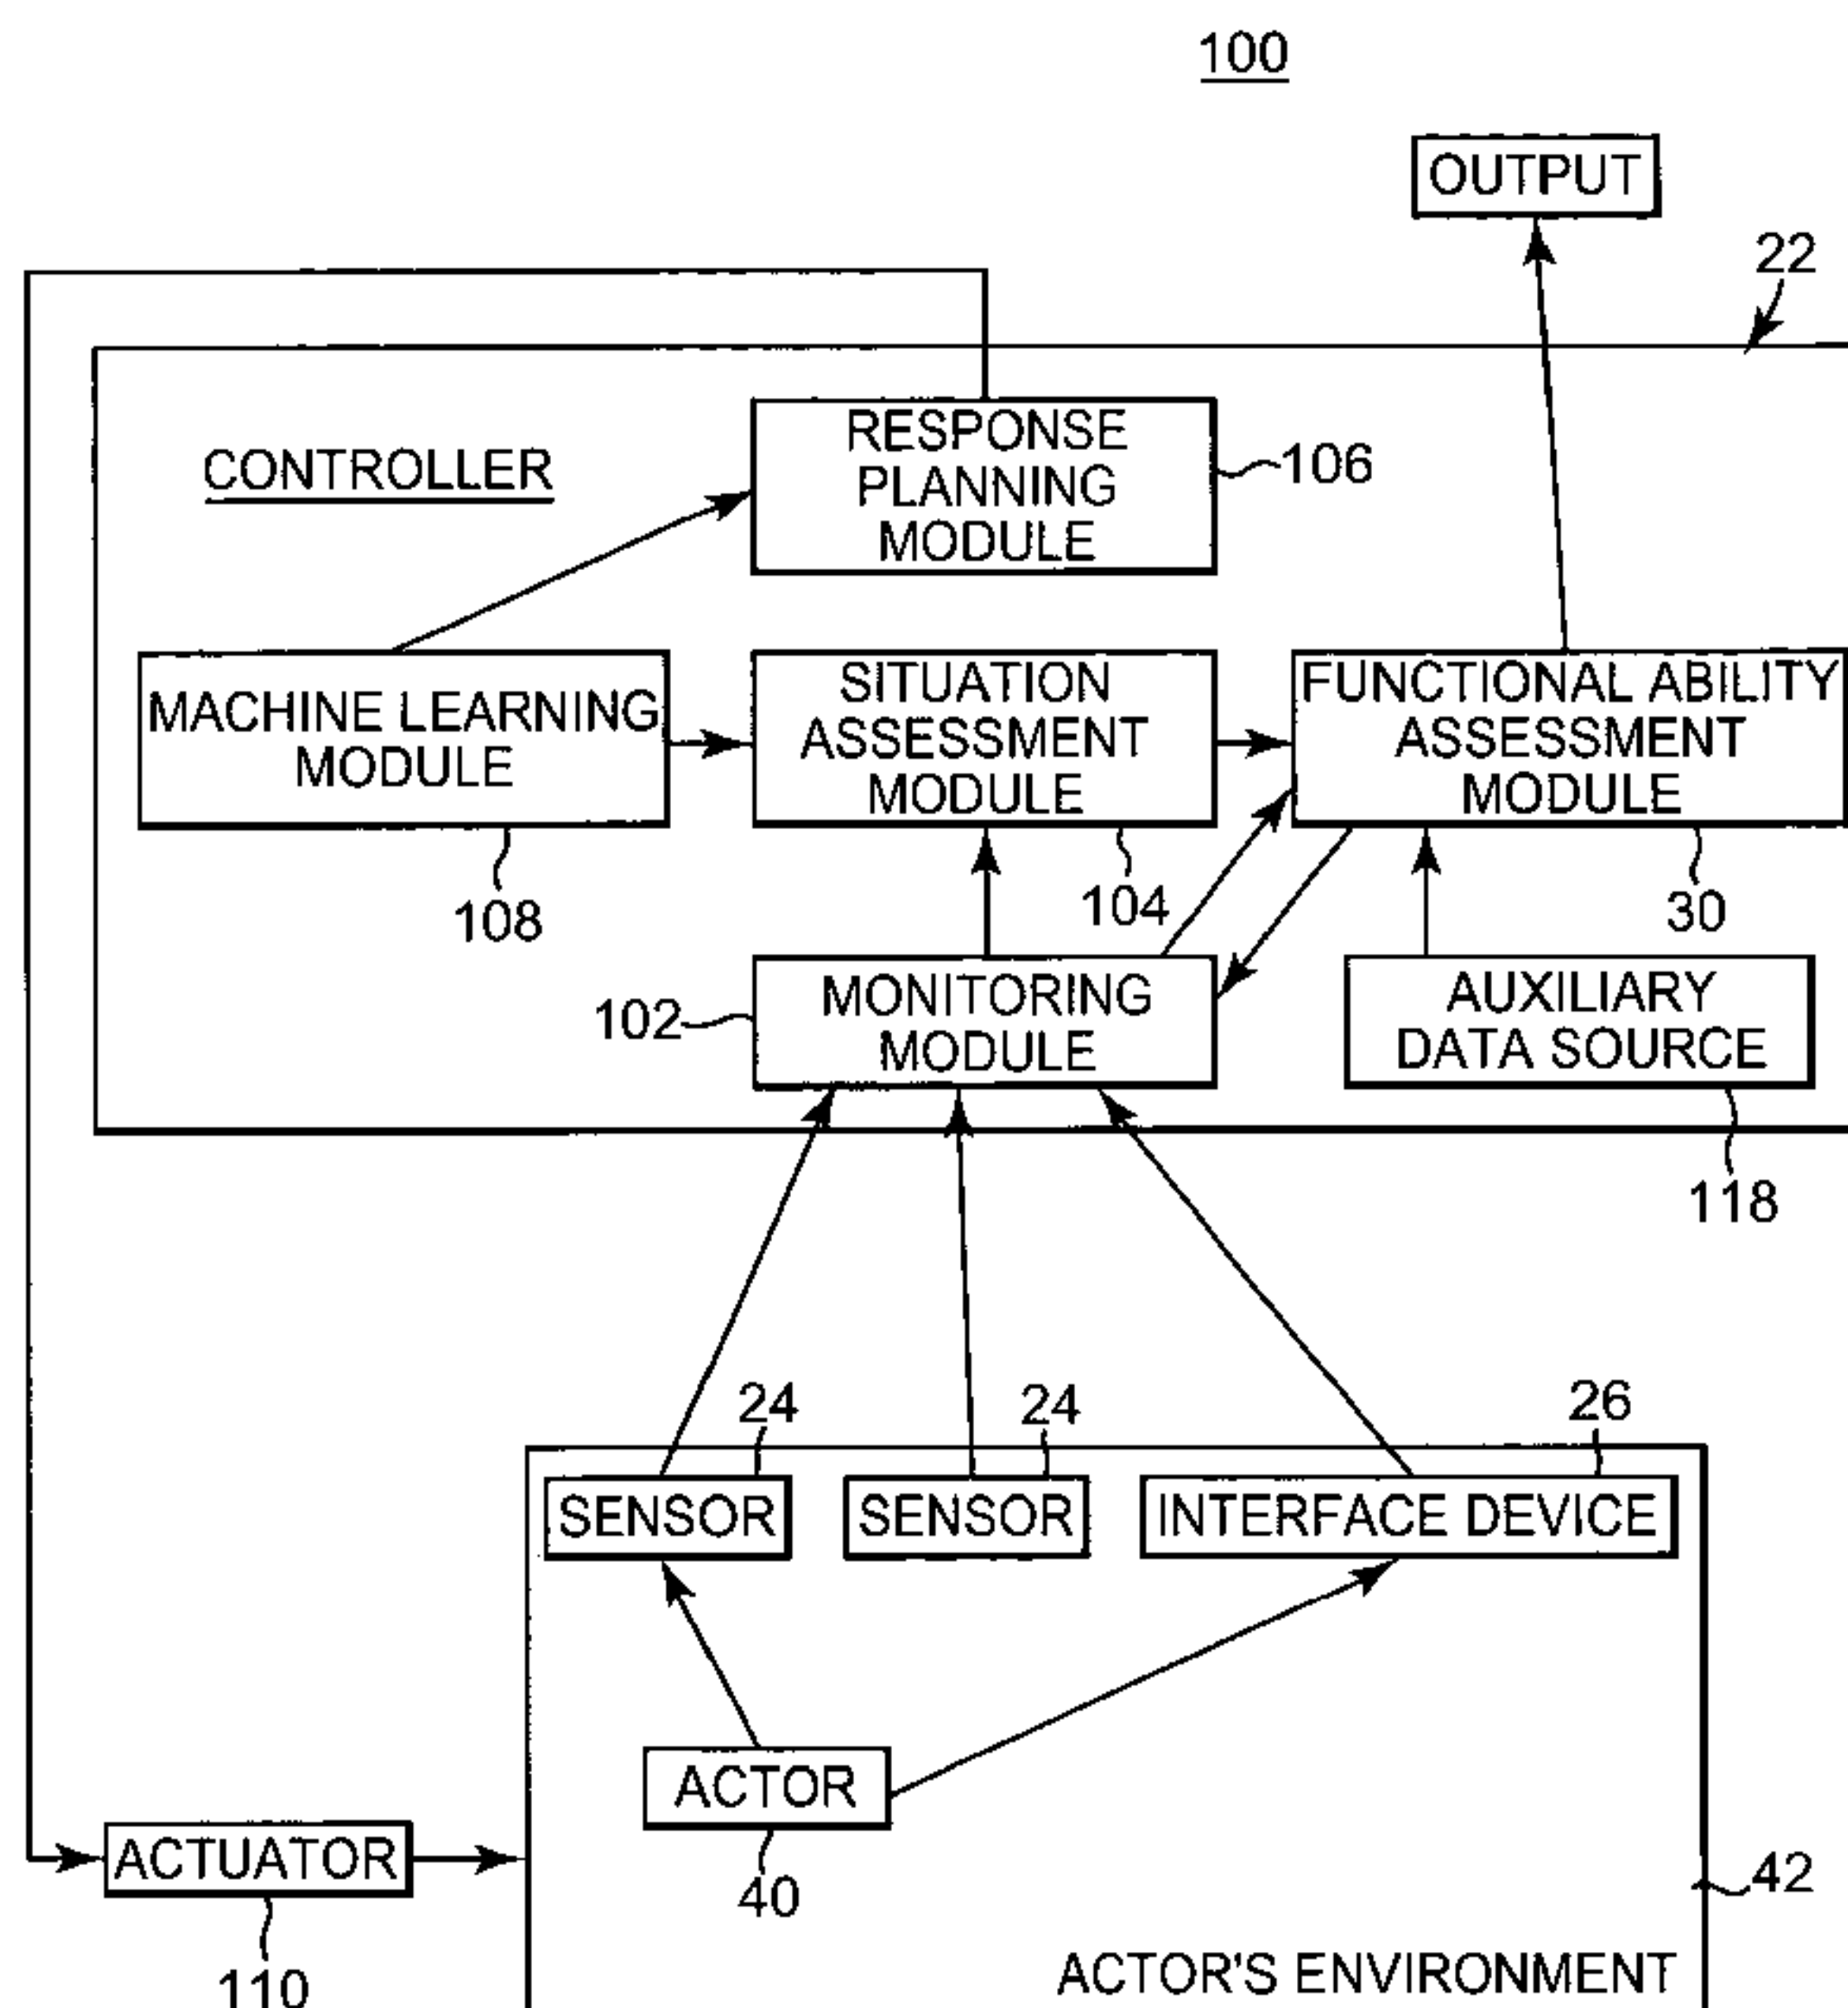 100
OUTPUT
22
CONTROLLER
RESPONSE
PLANNING
MODULE
106
MACHINE LEARNING
MODULE
108
SITUATION
ASSESSMENT
MODULE
104
FUNCTIONAL ABILITY
ASSESSMENT
MODULE
30
102
MONITORING
MODULE
AUXILIARY
DATA SOURCE
118
24
24
26
SENSOR
SENSOR
INTERFACE DEVICE
ACTOR
40
ACTUATOR
110
42
ACTOR'S ENVIRONMENT